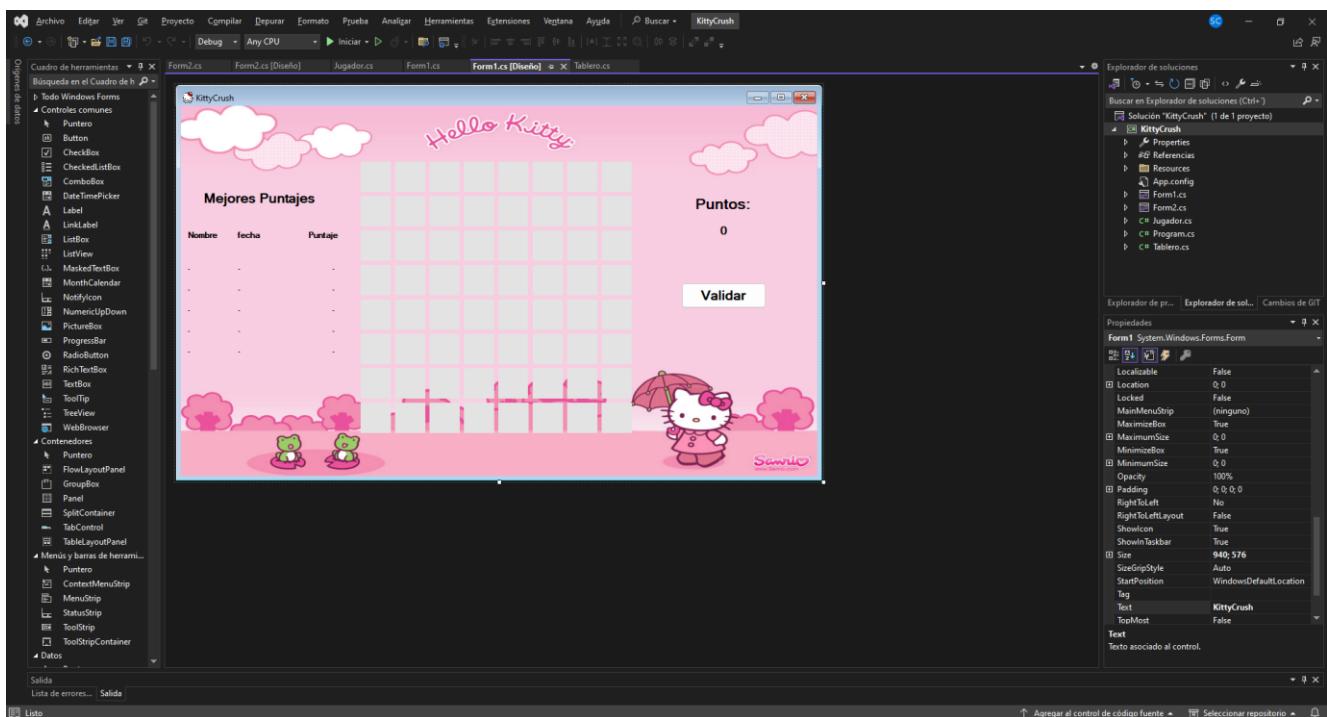 Archivo Editar Ver Git Proyecto Compilar Depurar Formato Prueba Analizar Herramientas Extensiones Ventana Ayuda Buscar KittyCrush SC
Debug Any CPU Iniciar
Orígenes de datos
Cuadro de herramientas
Búsqueda en el Cuadro de h
Todo Windows Forms
Controles comunes
Puntero
Button
CheckBox
CheckedListBox
ComboBox
DateTimePicker
Label
LinkLabel
ListBox
ListView
MaskedTextBox
MonthCalendar
NotifyIcon
NumericUpDown
PictureBox
ProgressBar
RadioButton
RichTextBox
TextBox
ToolTip
TreeView
WebBrowser
Contenedores
Puntero
FlowLayoutPanel
GroupBox
Panel
SplitContainer
TabControl
TableLayoutPanel
Menús y barras de herrami...
Puntero
ContextMenuStrip
MenuStrip
StatusStrip
ToolStrip
ToolStripContainer
Datos
Form2.cs Form2.cs [Diseño] Jugador.cs Form1.cs Form1.cs [Diseño] Tablero.cs
KittyCrush
Hello Kitty
Mejores Puntajes
Nombre fecha Puntaje
- - -
- - -
- - -
- - -
- - -
Puntos:
0
Validar
Sanrio
Explorador de soluciones
Buscar en Explorador de soluciones (Ctrl+´)
Solución "KittyCrush" (1 de 1 proyecto)
KittyCrush
Properties
Referencias
Resources
App.config
Form1.cs
Form2.cs
C# Jugador.cs
C# Program.cs
C# Tablero.cs
Explorador de pr... Explorador de sol... Cambios de GIT
Propiedades
Form1 System.Windows.Forms.Form
Localizable False
Location 0; 0
Locked False
MainMenuStrip (ninguno)
MaximizeBox True
MaximumSize 0; 0
MinimizeBox True
MinimumSize 0; 0
Opacity 100%
Padding 0; 0; 0; 0
RightToLeft No
RightToLeftLayout False
ShowIcon True
ShowInTaskbar True
Size 940; 576
SizeGripStyle Auto
StartPosition WindowsDefaultLocation
Tag
Text KittyCrush
TopMost False
Text
Texto asociado al control.
Salida
Lista de errores... Salida
Listo
Agregar al control de código fuente Seleccionar repositorio